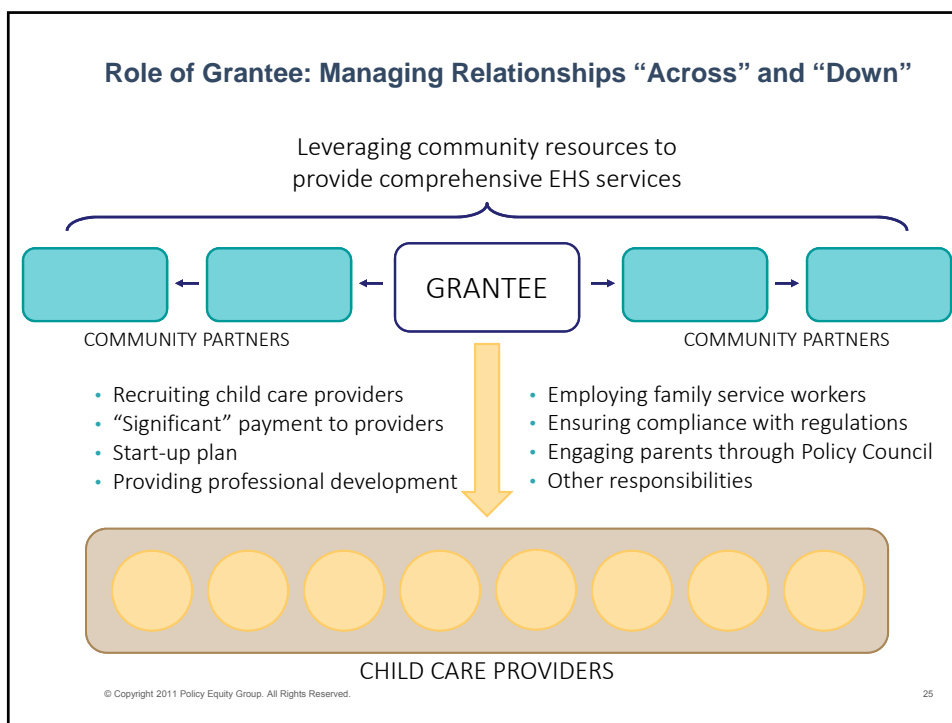 Role of Grantee: Managing Relationships “Across” and “Down”
Leveraging community resources to
provide comprehensive EHS services
GRANTEE
COMMUNITY PARTNERS
COMMUNITY PARTNERS
• Recruiting child care providers
• “Significant” payment to providers
• Start-up plan
• Providing professional development
• Employing family service workers
• Ensuring compliance with regulations
• Engaging parents through Policy Council
• Other responsibilities
CHILD CARE PROVIDERS
© Copyright 2011 Policy Equity Group. All Rights Reserved.
25